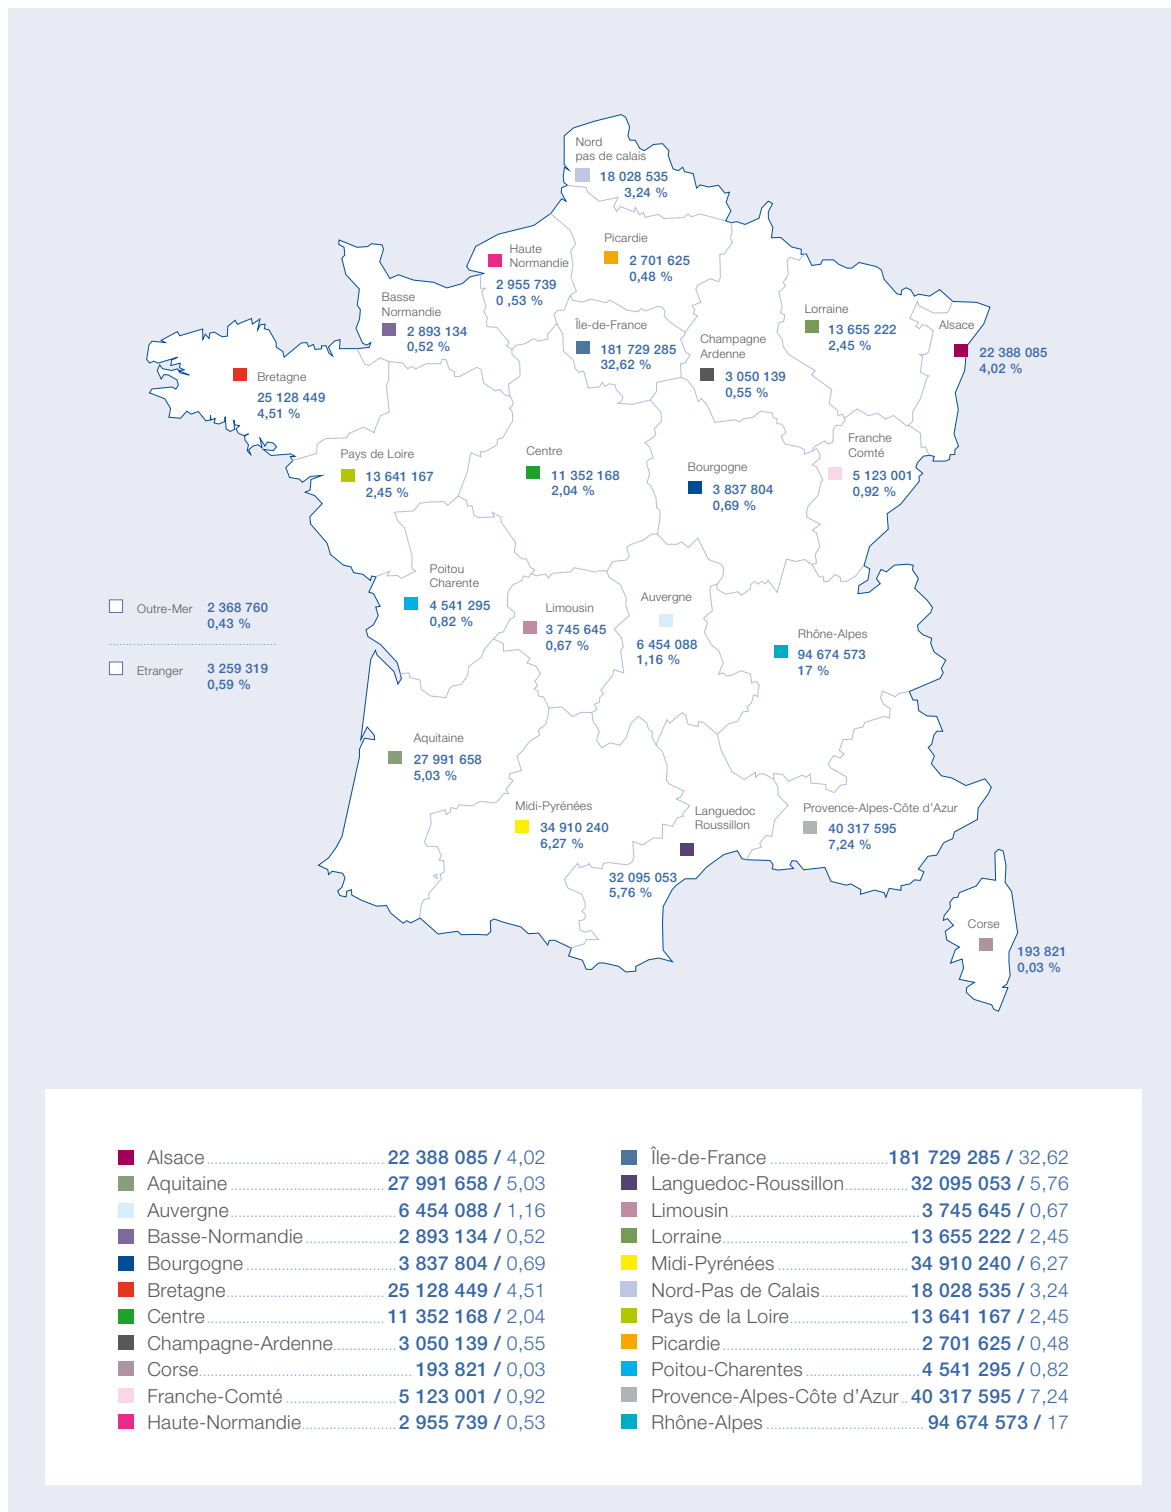 Nord
pas de calais
18 028 535
3,24 %
Picardie
2 701 625
0,48 %
Haute
Normandie
2 955 739
0 ,53 %
Basse
Normandie
2 893 134
0,52 %
Île-de-France
181 729 285
32,62 %
Champagne
Ardenne
3 050 139
0,55 %
Lorraine
13 655 222
2,45 %
Alsace
22 388 085
4,02 %
Bretagne
25 128 449
4,51 %
Pays de Loire
13 641 167
2,45 %
Centre
11 352 168
2,04 %
Bourgogne
3 837 804
0,69 %
Franche
Comté
5 123 001
0,92 %
Poitou
Charente
4 541 295
0,82 %
Limousin
3 745 645
0,67 %
Auvergne
6 454 088
1,16 %
Rhône-Alpes
94 674 573
17 %
Outre-Mer 2 368 760
0,43 %
Etranger 3 259 319
0,59 %
Aquitaine
27 991 658
5,03 %
Midi-Pyrénées
34 910 240
6,27 %
Languedoc
Roussillon
32 095 053
5,76 %
Provence-Alpes-Côte d'Azur
40 317 595
7,24 %
Corse
193 821
0,03 %
Alsace 22 388 085 / 4,02
Aquitaine 27 991 658 / 5,03
Auvergne 6 454 088 / 1,16
Basse-Normandie 2 893 134 / 0,52
Bourgogne 3 837 804 / 0,69
Bretagne 25 128 449 / 4,51
Centre 11 352 168 / 2,04
Champagne-Ardenne 3 050 139 / 0,55
Corse 193 821 / 0,03
Franche-Comté 5 123 001 / 0,92
Haute-Normandie 2 955 739 / 0,53
Île-de-France 181 729 285 / 32,62
Languedoc-Roussillon 32 095 053 / 5,76
Limousin 3 745 645 / 0,67
Lorraine 13 655 222 / 2,45
Midi-Pyrénées 34 910 240 / 6,27
Nord-Pas de Calais 18 028 535 / 3,24
Pays de la Loire 13 641 167 / 2,45
Picardie 2 701 625 / 0,48
Poitou-Charentes 4 541 295 / 0,82
Provence-Alpes-Côte d'Azur 40 317 595 / 7,24
Rhône-Alpes 94 674 573 / 17